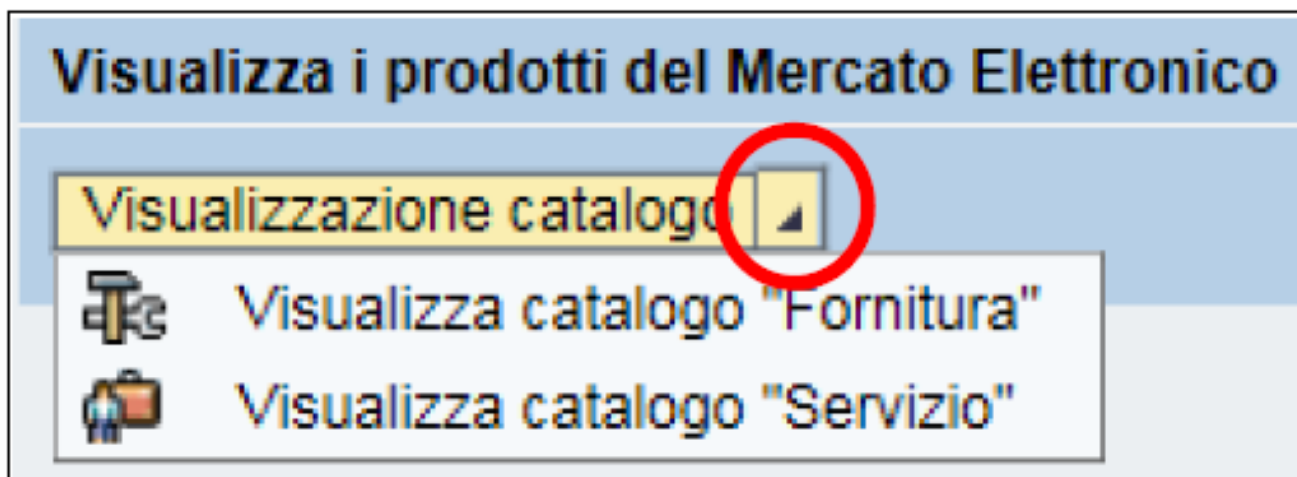 Visualizza i prodotti del Mercato Elettronico
Visualizzazione catalogo
Visualizza catalogo "Fornitura"
Visualizza catalogo "Servizio"